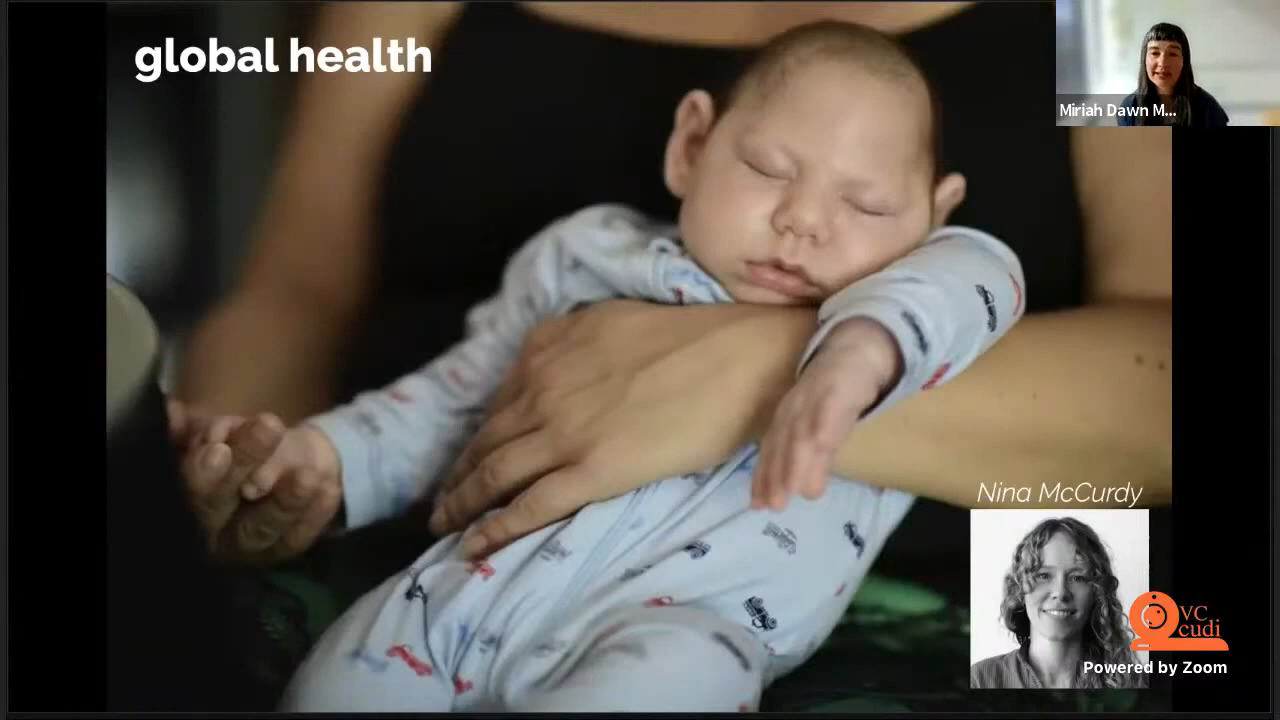 global health
Miriah Dawn M...
Nina McCurdy
VC
cudi
Powered by Zoom